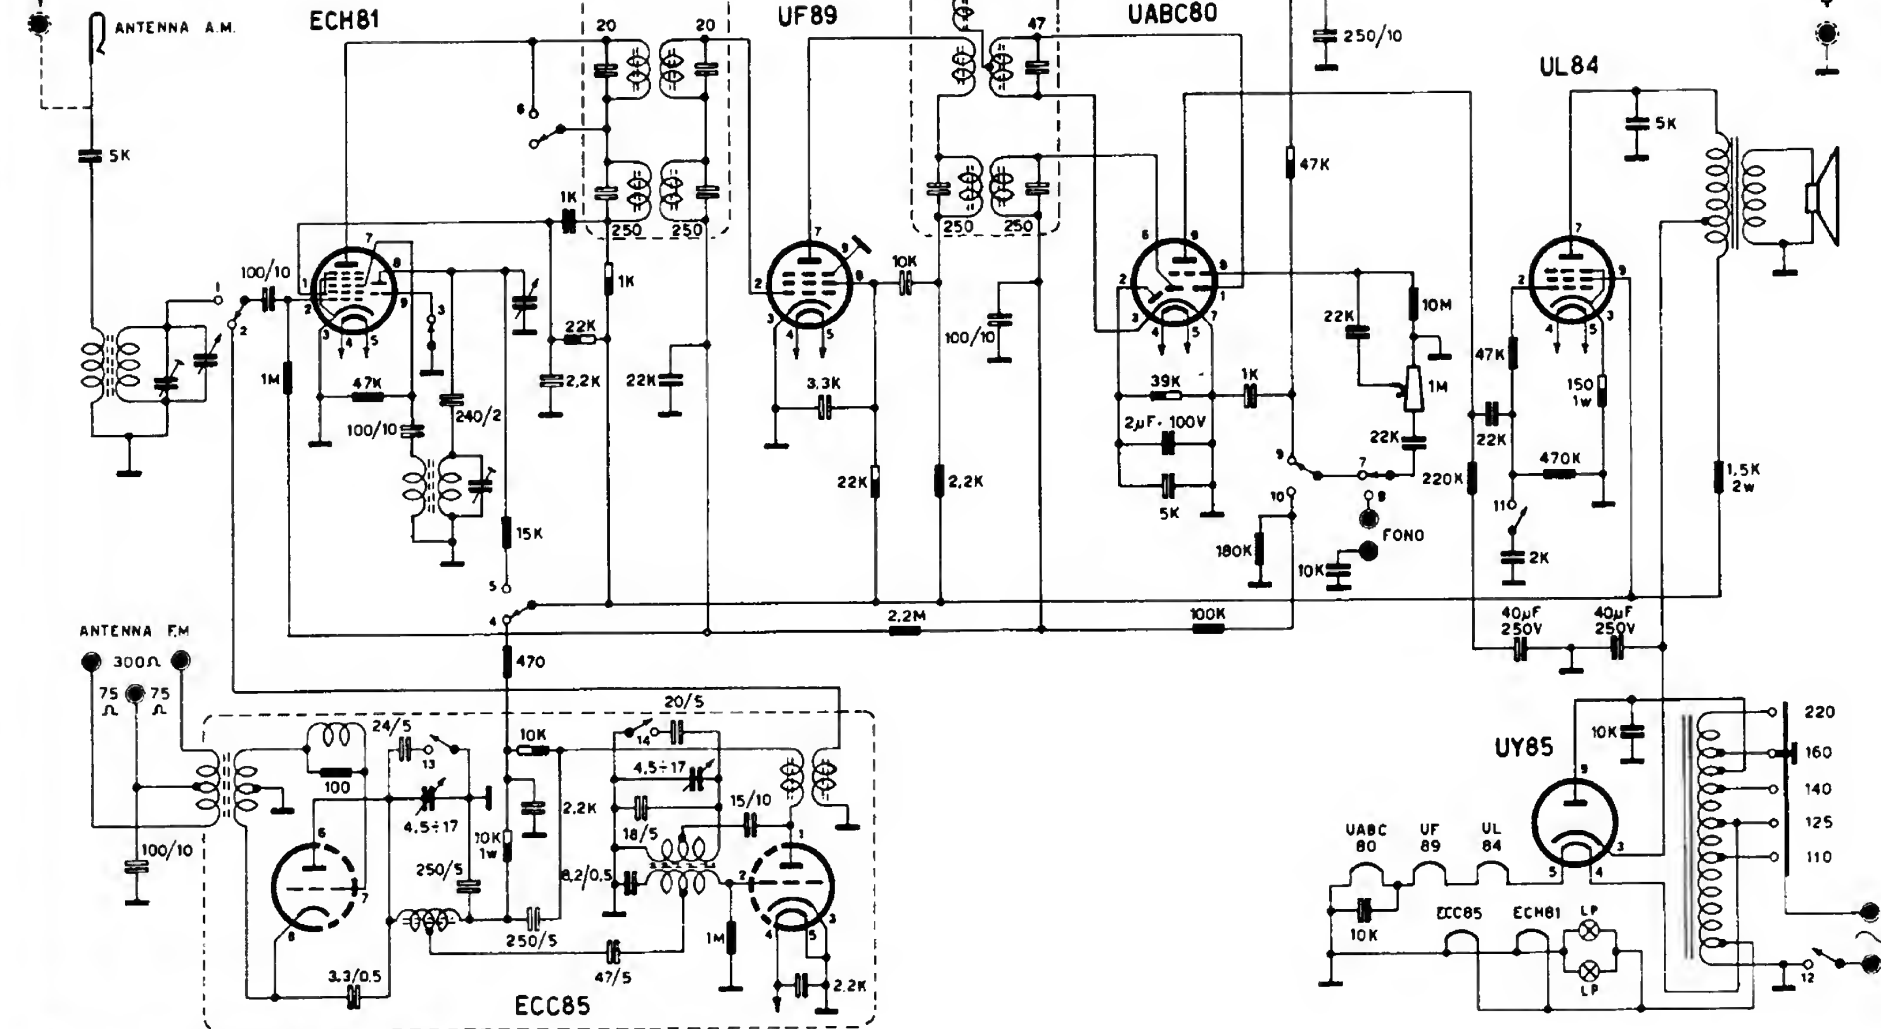 ANTENNA A.M.
ECH81
20
20
UF89
47
UABC80
250/10
UL84
5K
5K
1K
250
250
250
250
47K
100/10
1
2
6
7
8
9
1
2
3
3
4
5
1K
22K
2,2K
22K
1M
47K
100/10
240/2
15K
5
4
7
9
8
2
3
4
5
10K
3,3K
22K
2,2K
100/10
6
9
8
2
1
3
7
4
5
39K
2µF - 100V
5K
1K
22K
10M
1M
22K
9
7
10
8
FONO
180K
10K
7
2
9
3
4
5
47K
150
1w
22K
220K
470K
11
2K
1,5K
2w
40µF
250V
40µF
250V
2,2M
100K
470
ANTENNA F.M
300Ω
75
Ω
75
Ω
100/10
24/5
13
100
4,5÷17
6
7
8
250/5
3,3/0,5
10K
2,2K
10K
1w
250/5
20/5
14
4,5÷17
18/5
15/10
8,2/0,5
47/5
1M
1
2
3
4
5
2,2K
ECC85
UY85
10K
9
3
5
4
220
160
140
125
110
UABC
80
UF
89
UL
84
10K
ECC85
ECH81
LP
LP
12